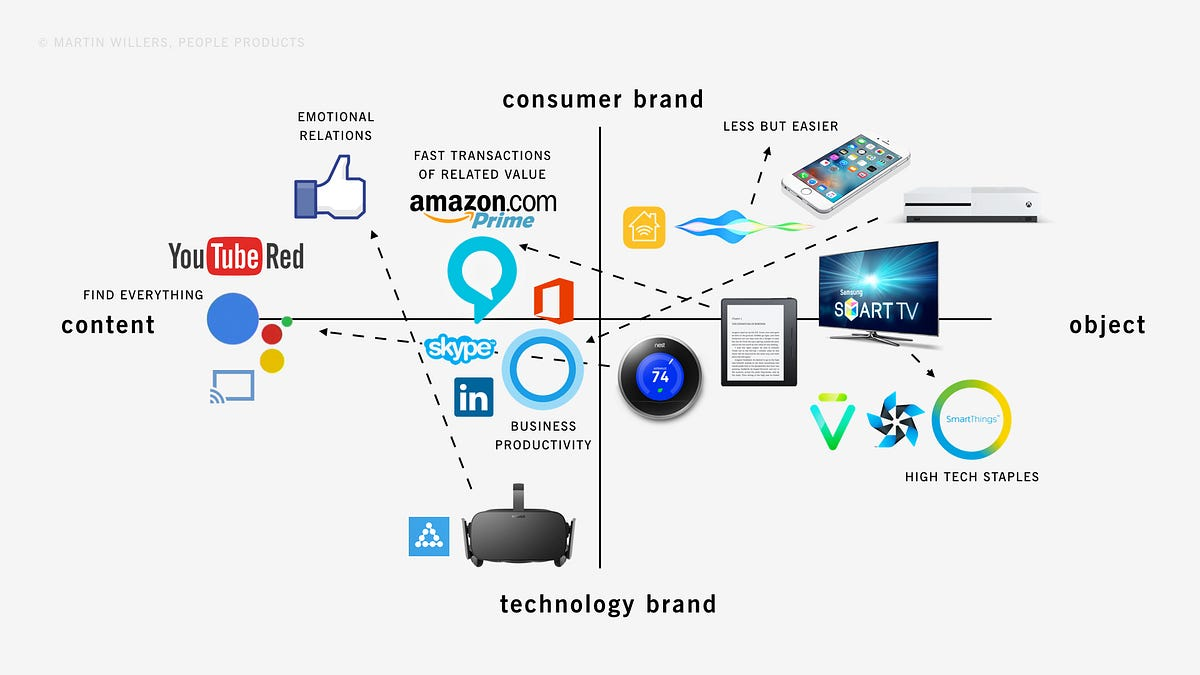 © MARTIN WILLERS, PEOPLE PRODUCTS
consumer brand
EMOTIONAL
RELATIONS
LESS BUT EASIER
FAST TRANSACTIONS
OF RELATED VALUE
amazon.com
Prime
YouTube Red
FIND EVERYTHING
content
object
Samsung
SMART TV
skype
nest
74
BUSINESS
PRODUCTIVITY
SmartThings
HIGH TECH STAPLES
in
technology brand